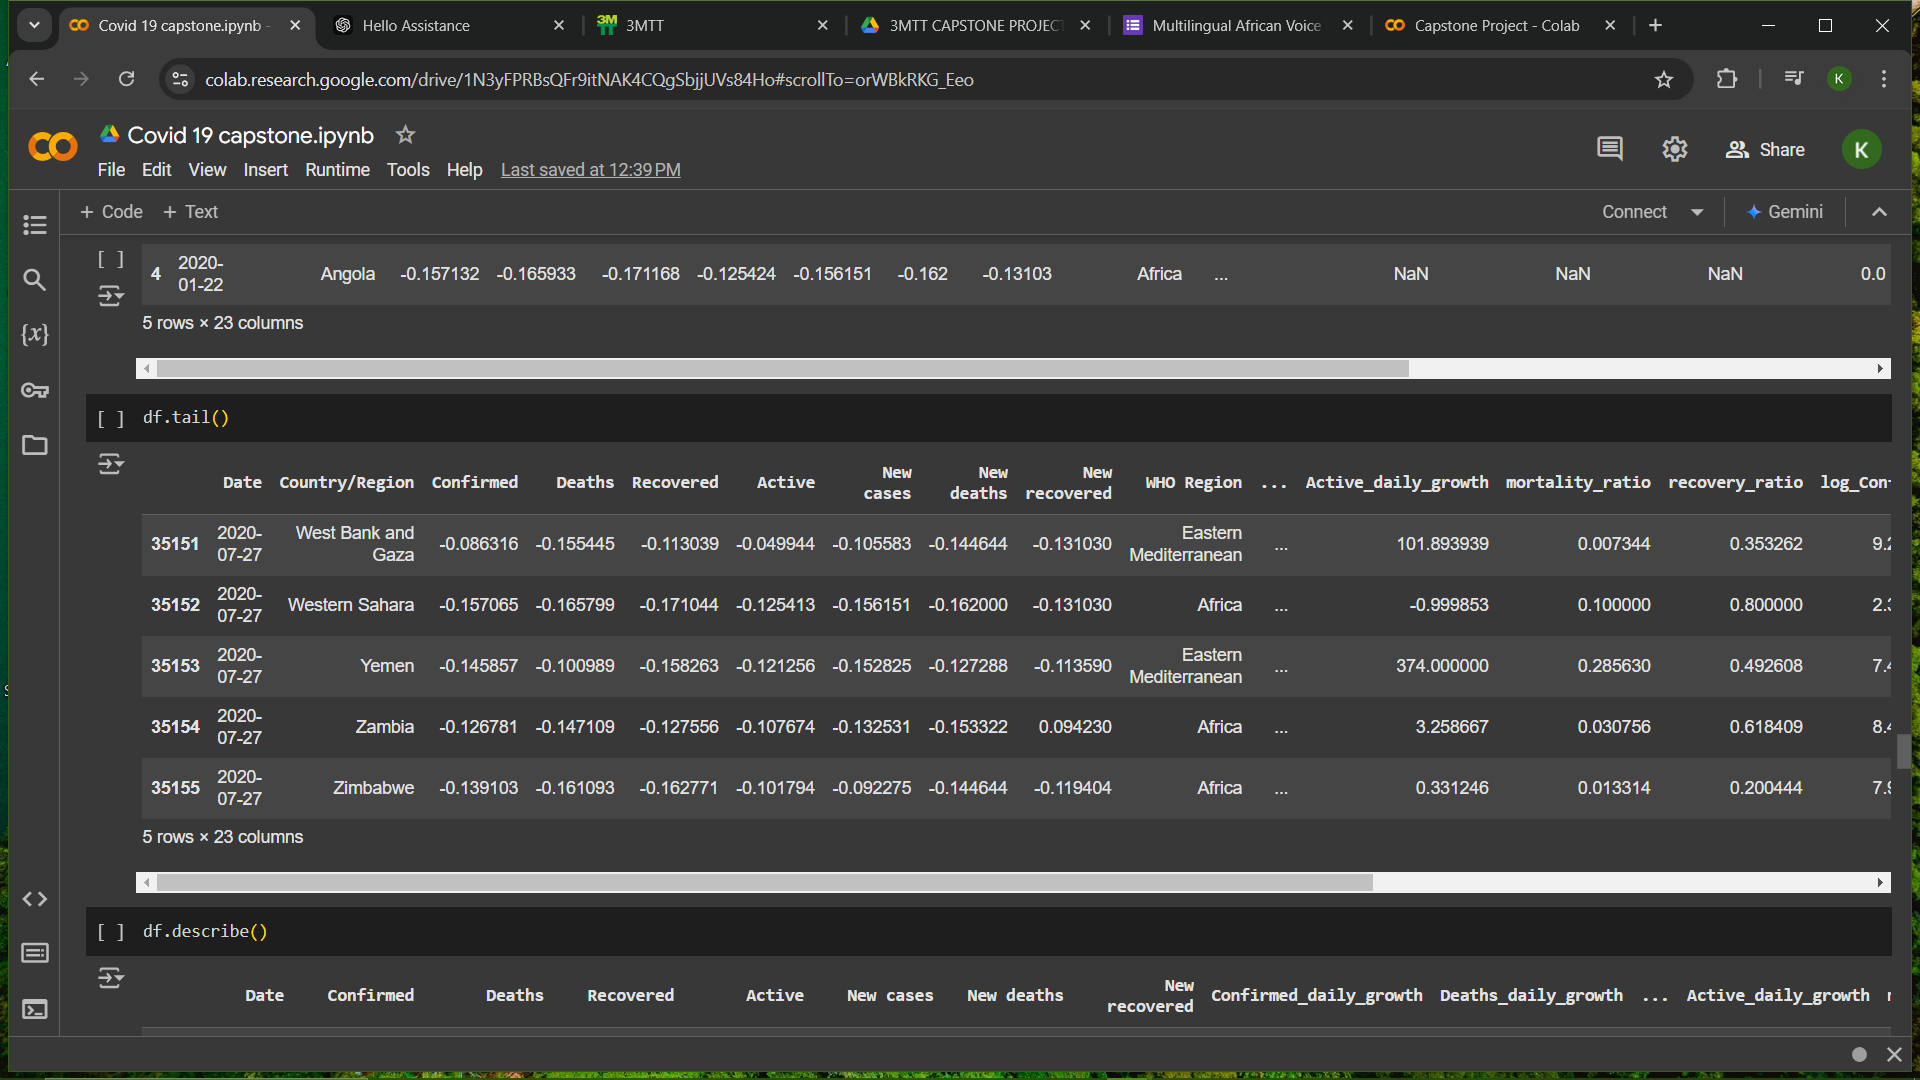 Covid 19 capstone.ipynb -
Hello Assistance
3MTT
3MTT CAPSTONE PROJECT
Multilingual African Voice
Capstone Project - Colab
colab.research.google.com/drive/1N3yFPRBsQFr9itNAK4CQgSbjjUVs84Ho#scrollTo=orWBkRKG_Eeo
K
Covid 19 capstone.ipynb
File Edit View Insert Runtime Tools Help Last saved at 12:39 PM
Share
K
+ Code + Text
Connect
Gemini
[ ]
4 2020-01-22 Angola -0.157132 -0.165933 -0.171168 -0.125424 -0.156151 -0.162 -0.13103 Africa ... NaN NaN NaN 0.0
5 rows × 23 columns
[ ] df.tail()
Date Country/Region Confirmed Deaths Recovered Active New cases New deaths New recovered WHO Region ... Active_daily_growth mortality_ratio recovery_ratio log_Con
35151 2020-07-27 West Bank and Gaza -0.086316 -0.155445 -0.113039 -0.049944 -0.105583 -0.144644 -0.131030 Eastern Mediterranean ... 101.893939 0.007344 0.353262 9.2
35152 2020-07-27 Western Sahara -0.157065 -0.165799 -0.171044 -0.125413 -0.156151 -0.162000 -0.131030 Africa ... -0.999853 0.100000 0.800000 2.3
35153 2020-07-27 Yemen -0.145857 -0.100989 -0.158263 -0.121256 -0.152825 -0.127288 -0.113590 Eastern Mediterranean ... 374.000000 0.285630 0.492608 7.4
35154 2020-07-27 Zambia -0.126781 -0.147109 -0.127556 -0.107674 -0.132531 -0.153322 0.094230 Africa ... 3.258667 0.030756 0.618409 8.4
35155 2020-07-27 Zimbabwe -0.139103 -0.161093 -0.162771 -0.101794 -0.092275 -0.144644 -0.119404 Africa ... 0.331246 0.013314 0.200444 7.9
5 rows × 23 columns
[ ] df.describe()
Date Confirmed Deaths Recovered Active New cases New deaths New recovered Confirmed_daily_growth Deaths_daily_growth ... Active_daily_growth